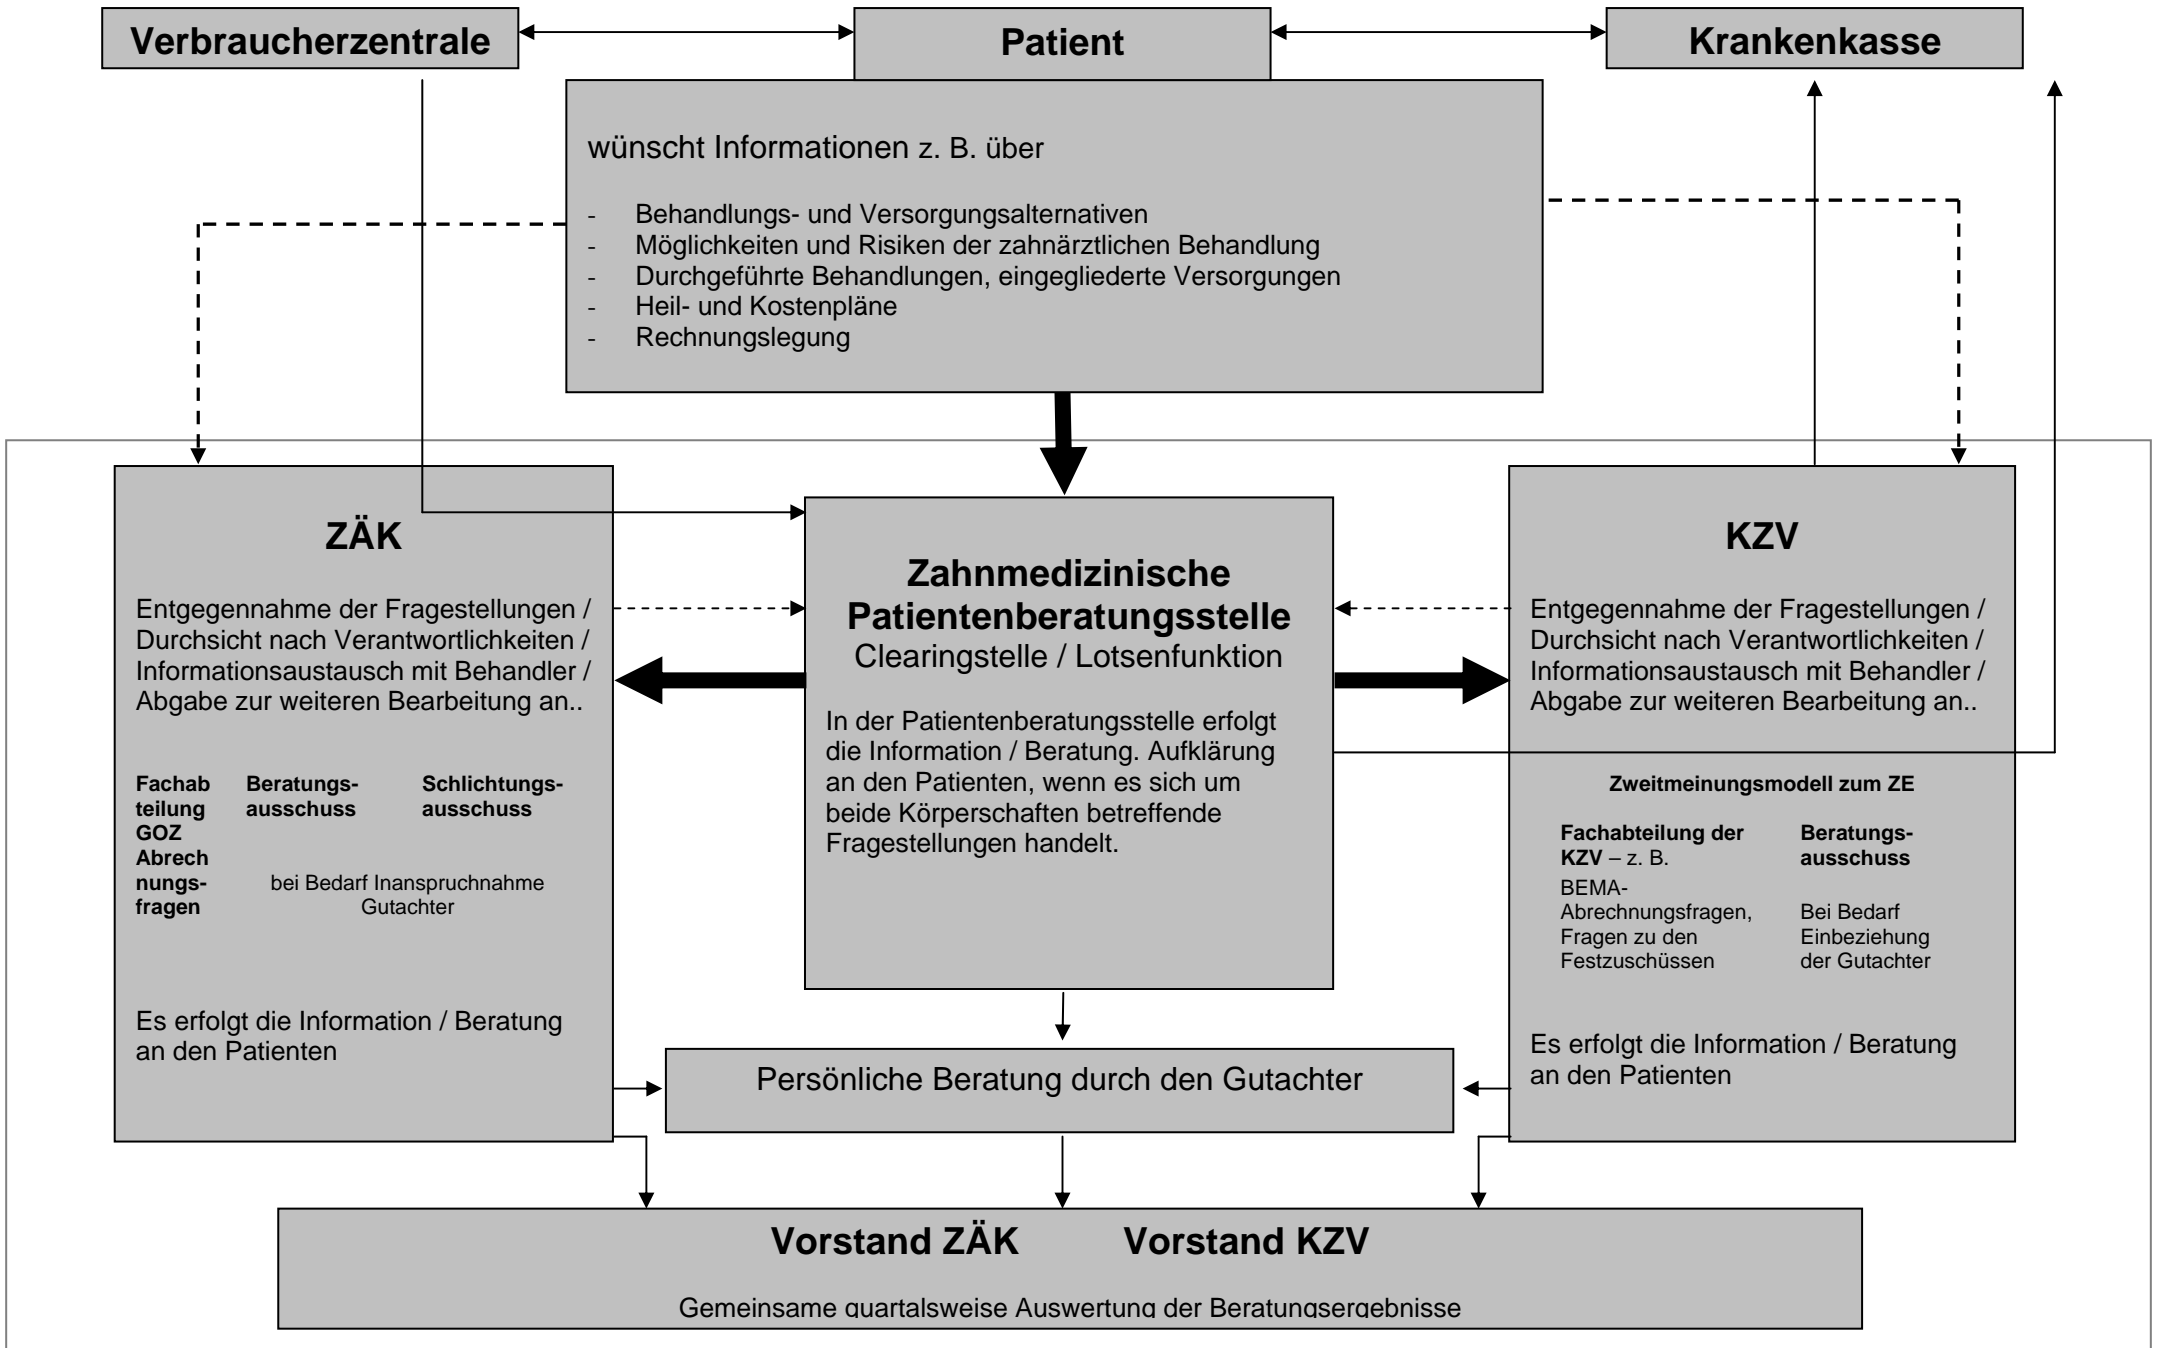 Verbraucherzentrale
Patient
Krankenkasse
wünscht Informationen z. B. über
- Behandlungs- und Versorgungsalternativen
- Möglichkeiten und Risiken der zahnärztlichen Behandlung
- Durchgeführte Behandlungen, eingegliederte Versorgungen
- Heil- und Kostenpläne
- Rechnungslegung
ZÄK
Entgegennahme der Fragestellungen /
Durchsicht nach Verantwortlichkeiten /
Informationsaustausch mit Behandler /
Abgabe zur weiteren Bearbeitung an..
Fachab
teilung
GOZ
Abrech
nungs-
fragen
Beratungs-
ausschuss
Schlichtungs-
ausschuss
bei Bedarf Inanspruchnahme
Gutachter
Es erfolgt die Information / Beratung
an den Patienten
Zahnmedizinische
Patientenberatungsstelle
Clearingstelle / Lotsenfunktion
In der Patientenberatungsstelle erfolgt
die Information / Beratung. Aufklärung
an den Patienten, wenn es sich um
beide Körperschaften betreffende
Fragestellungen handelt.
KZV
Entgegennahme der Fragestellungen /
Durchsicht nach Verantwortlichkeiten /
Informationsaustausch mit Behandler /
Abgabe zur weiteren Bearbeitung an..
Zweitmeinungsmodell zum ZE
Fachabteilung der
KZV – z. B.
BEMA-
Abrechnungsfragen,
Fragen zu den
Festzuschüssen
Beratungs-
ausschuss
Bei Bedarf
Einbeziehung
der Gutachter
Es erfolgt die Information / Beratung
an den Patienten
Persönliche Beratung durch den Gutachter
Vorstand ZÄK Vorstand KZV
Gemeinsame quartalsweise Auswertung der Beratungsergebnisse